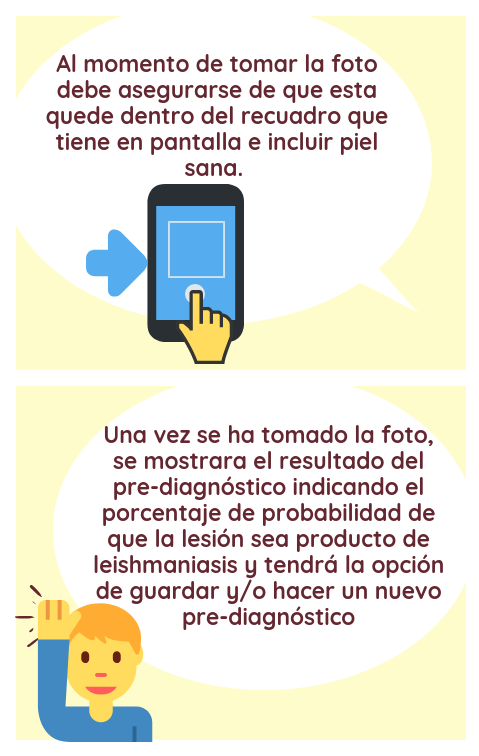 Al momento de tomar la foto
debe asegurarse de que esta
quede dentro del recuadro que
tiene en pantalla e incluir piel
sana.
Una vez se ha tomado la foto,
se mostrara el resultado del
pre-diagnóstico indicando el
porcentaje de probabilidad de
que la lesión sea producto de
leishmaniasis y tendrá la opción
de guardar y/o hacer un nuevo
pre-diagnóstico